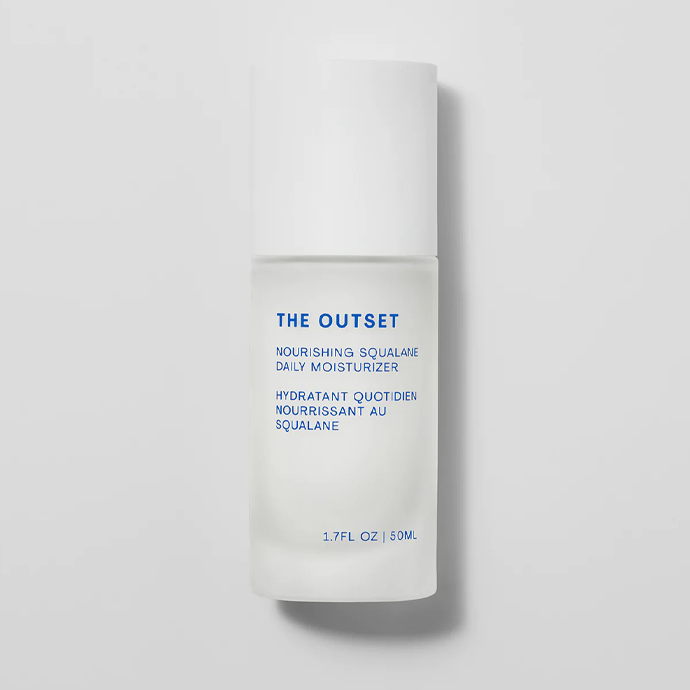 THE OUTSET
NOURISHING SQUALANE
DAILY MOISTURIZER
HYDRATANT QUOTIDIEN
NOURRISSANT AU
SQUALANE
1.7FL OZ | 50ML